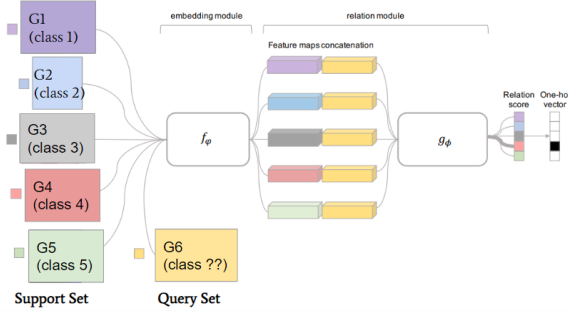 embedding module
relation module
G1
(class 1)
Feature maps concatenation
G2
(class 2)
Relation
score
One-ho
vector
G3
(class 3)
fφ
gϕ
G4
(class 4)
G5
(class 5)
G6
(class ??)
Support Set
Query Set